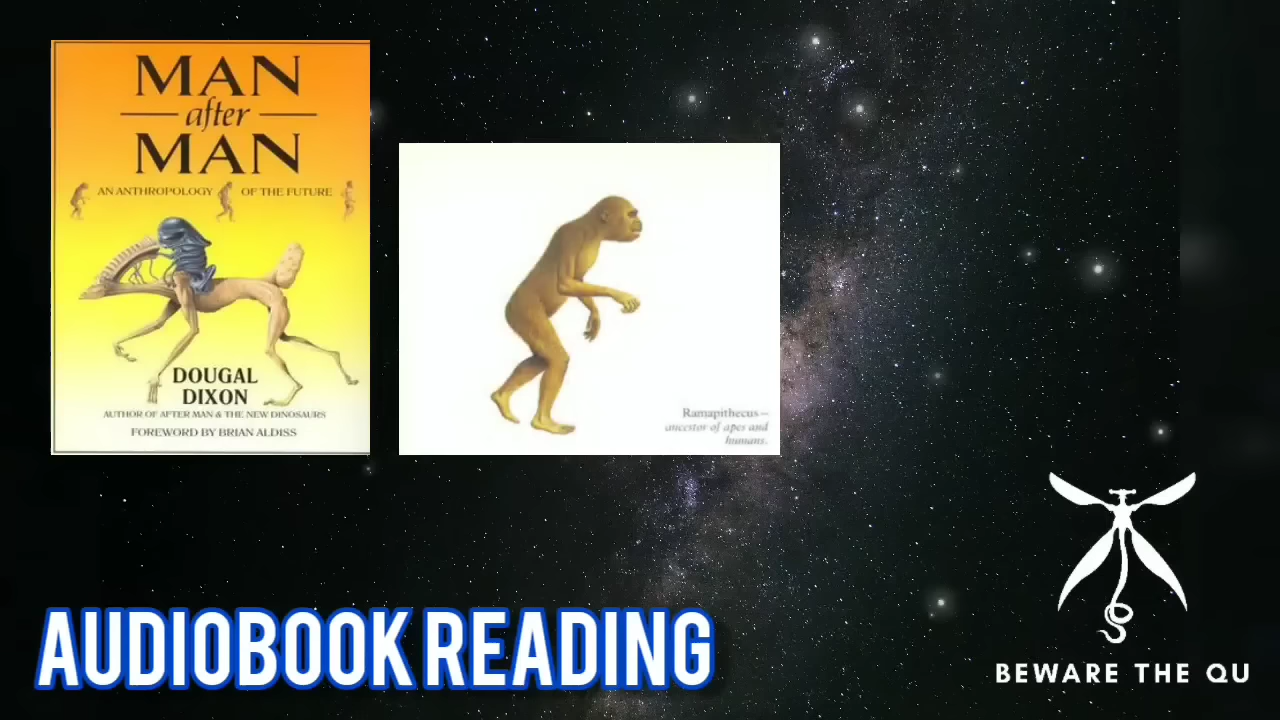 MAN
after
MAN
AN ANTHROPOLOGY OF THE FUTURE
DOUGAL
DIXON
AUTHOR OF AFTER MAN & THE NEW DINOSAURS
FOREWORD BY BRIAN ALDISS
Ramapithecus—
ancestor of apes and
humans.
AUDIOBOOK READING
BEWARE THE QU